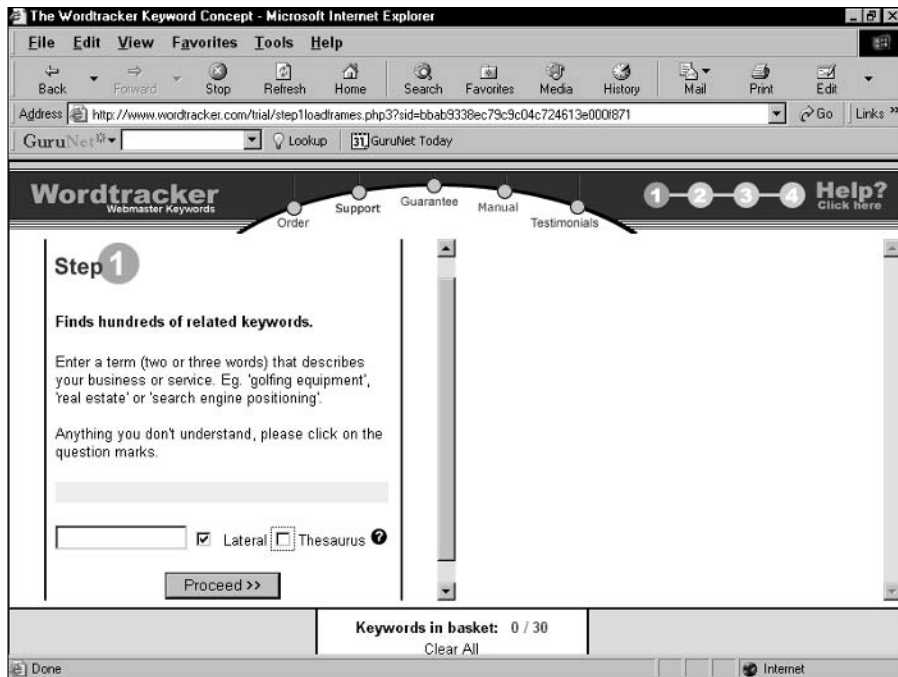 The Wordtracker Keyword Concept - Microsoft Internet Explorer
File Edit View Favorites Tools Help
Back Forward Stop Refresh Home Search Favorites Media History Mail Print Edit
Address http://www.wordtracker.com/trial/step1loadframes.php3?sid=bbab9338ec79c9c04c724613e000f871 Go Links »
GuruNet Lookup 31 GuruNet Today
Wordtracker
Webmaster Keywords
Order Support Guarantee Manual Testimonials
1 2 3 4 Help?
Click here
Step 1
Finds hundreds of related keywords.
Enter a term (two or three words) that describes
your business or service. Eg. 'golfing equipment',
'real estate' or 'search engine positioning'.
Anything you don't understand, please click on the
question marks.
Lateral Thesaurus ?
Proceed >>
Keywords in basket: 0 / 30
Clear All
Done Internet